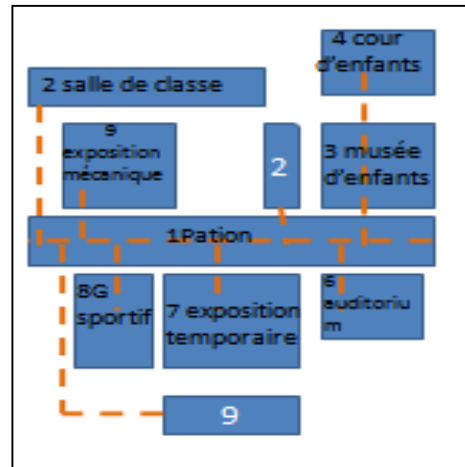 4 cour
d'enfants
2 salle de classe
9
exposition
mécanique
2
3 musée
d'enfants
1Pation
8G
sportif
7 exposition
temporaire
6
auditoriu
m
9